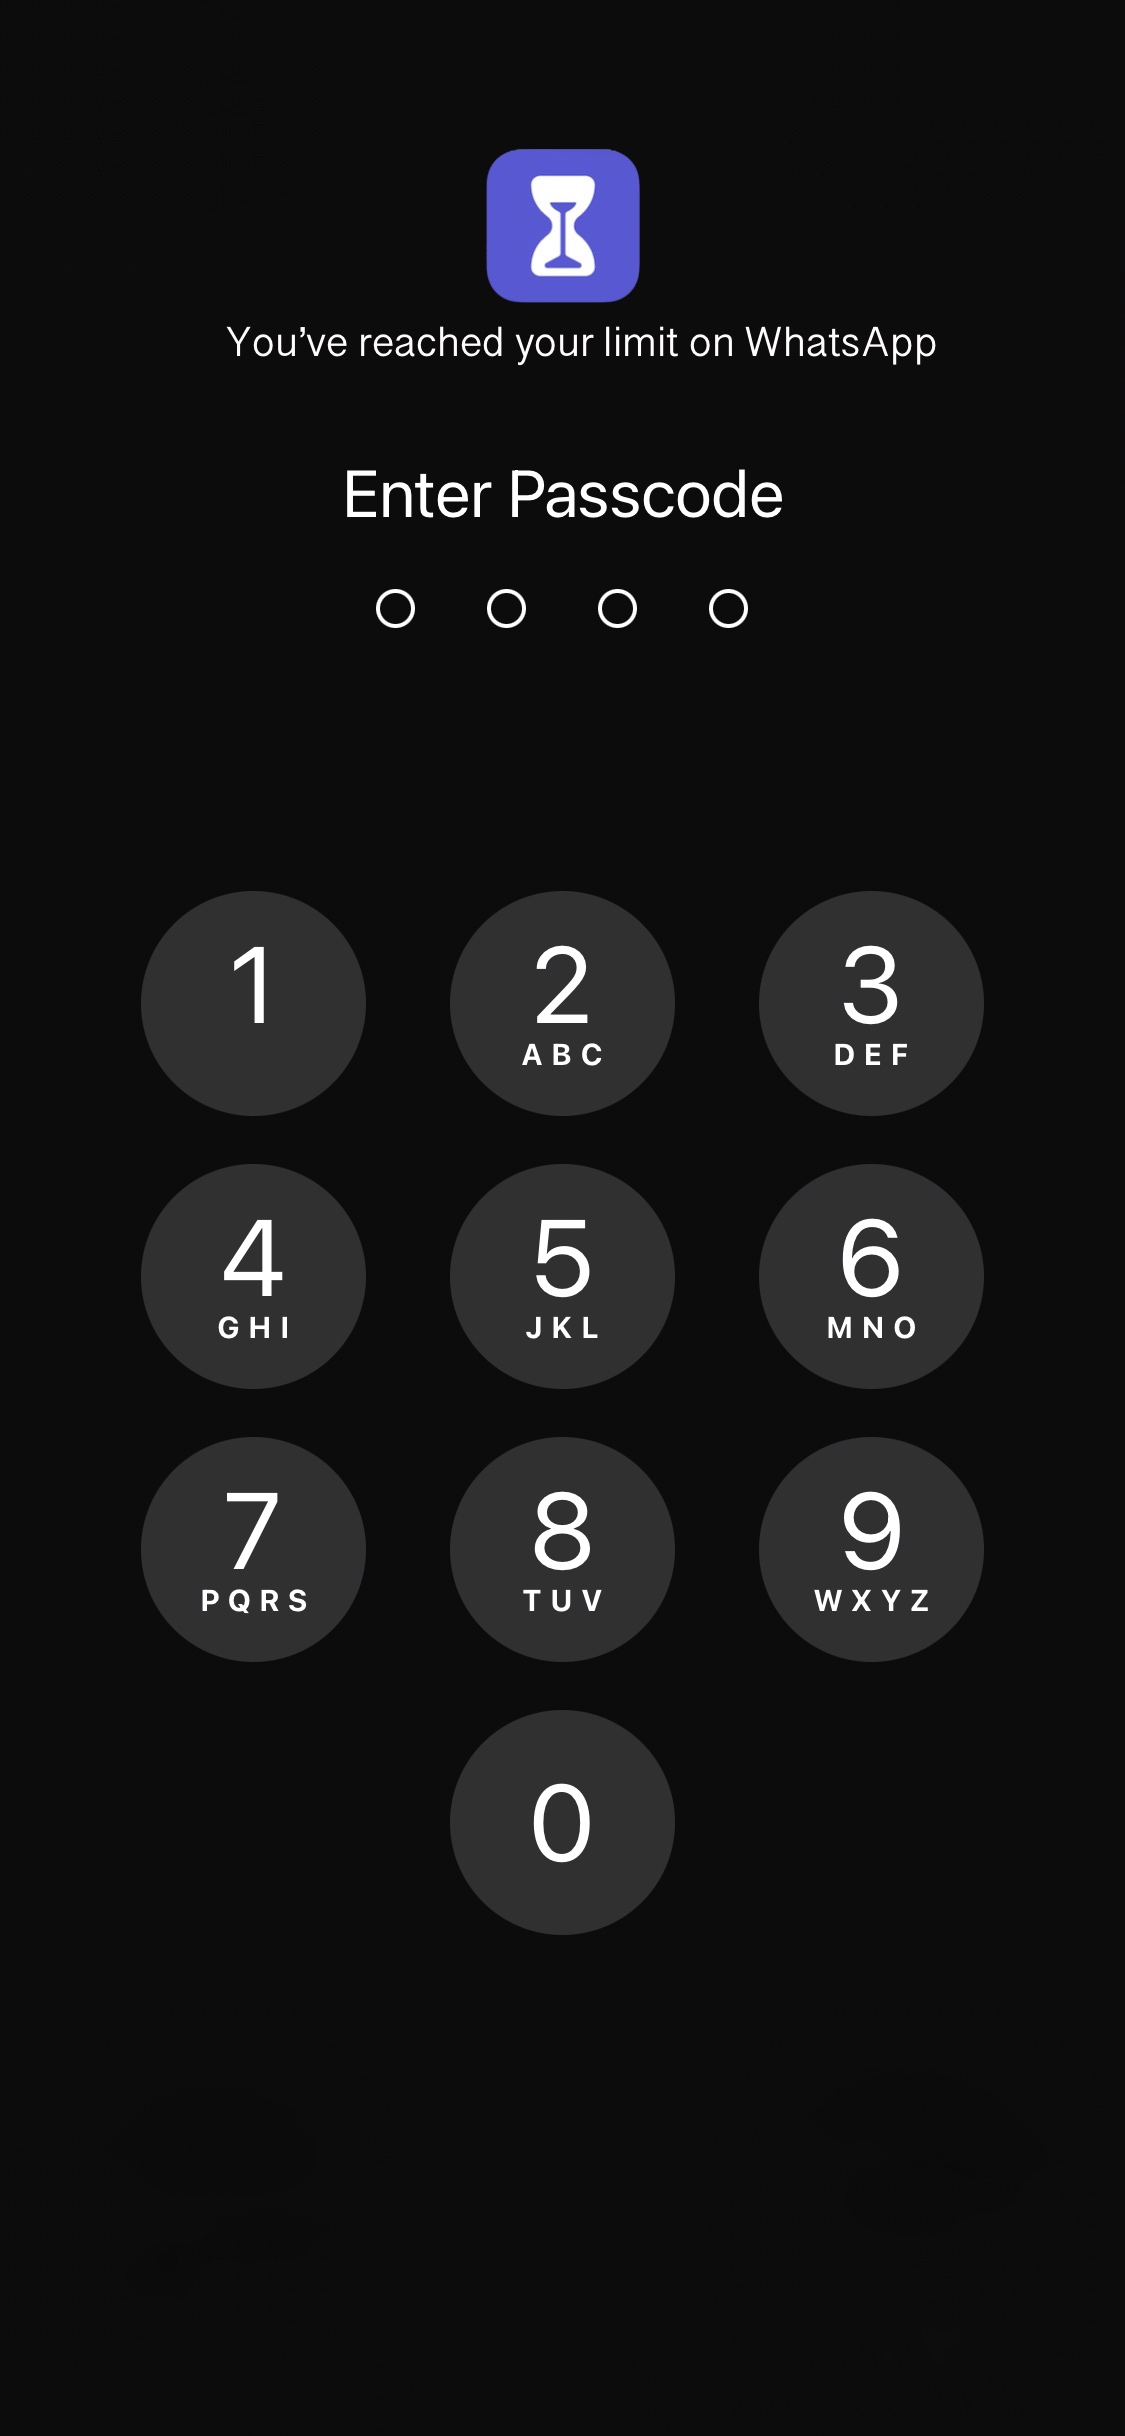 You’ve reached your limit on WhatsApp
Enter Passcode
1 2 3
ABC DEF
4 5 6
GHI JKL MNO
7 8 9
PQRS TUV WXYZ
0